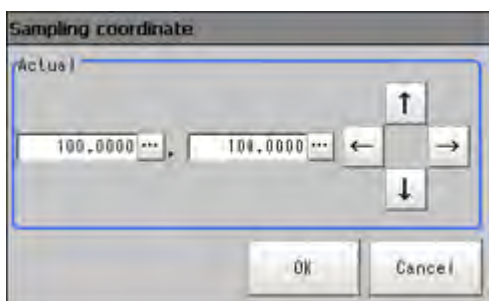 Sampling coordinate
Actual
100.0000 ... , 100.0000 ... ← → ↑ ↓
OK Cancel